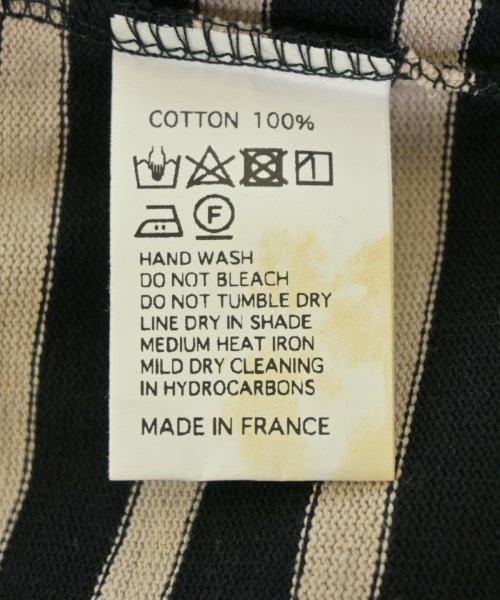 COTTON 100%
F
HAND WASH
DO NOT BLEACH
DO NOT TUMBLE DRY
LINE DRY IN SHADE
MEDIUM HEAT IRON
MILD DRY CLEANING
IN HYDROCARBONS
MADE IN FRANCE